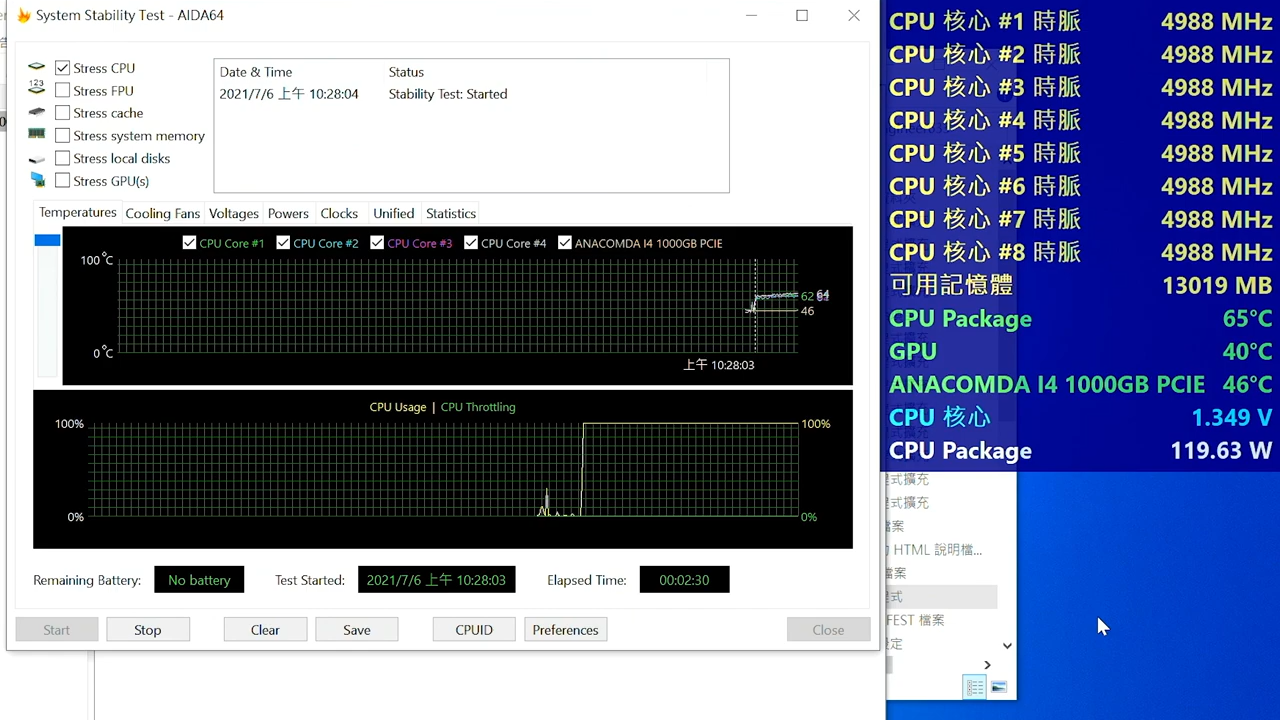 System Stability Test - AIDA64
Stress CPU
Stress FPU
Stress cache
Stress system memory
Stress local disks
Stress GPU(s)
Date & Time Status
2021/7/6 上午 10:28:04 Stability Test: Started
Temperatures Cooling Fans Voltages Powers Clocks Unified Statistics
CPU Core #1 CPU Core #2 CPU Core #3 CPU Core #4 ANACOMDA I4 1000GB PCIE
100°C
62 64
46
0°C
上午 10:28:03
CPU Usage | CPU Throttling
100% 100%
0% 0%
Remaining Battery: No battery Test Started: 2021/7/6 上午 10:28:03 Elapsed Time: 00:02:30
Start Stop Clear Save CPUID Preferences Close
CPU 核心 #1 時脈 4988 MHz
CPU 核心 #2 時脈 4988 MHz
CPU 核心 #3 時脈 4988 MHz
CPU 核心 #4 時脈 4988 MHz
CPU 核心 #5 時脈 4988 MHz
CPU 核心 #6 時脈 4988 MHz
CPU 核心 #7 時脈 4988 MHz
CPU 核心 #8 時脈 4988 MHz
可用記憶體 13019 MB
CPU Package 65°C
GPU 40°C
ANACOMDA I4 1000GB PCIE 46°C
CPU 核心 1.349 V
CPU Package 119.63 W
式擴充
式擴充
檔案
HTML 說明檔...
檔案
式
FEST 檔案
設定